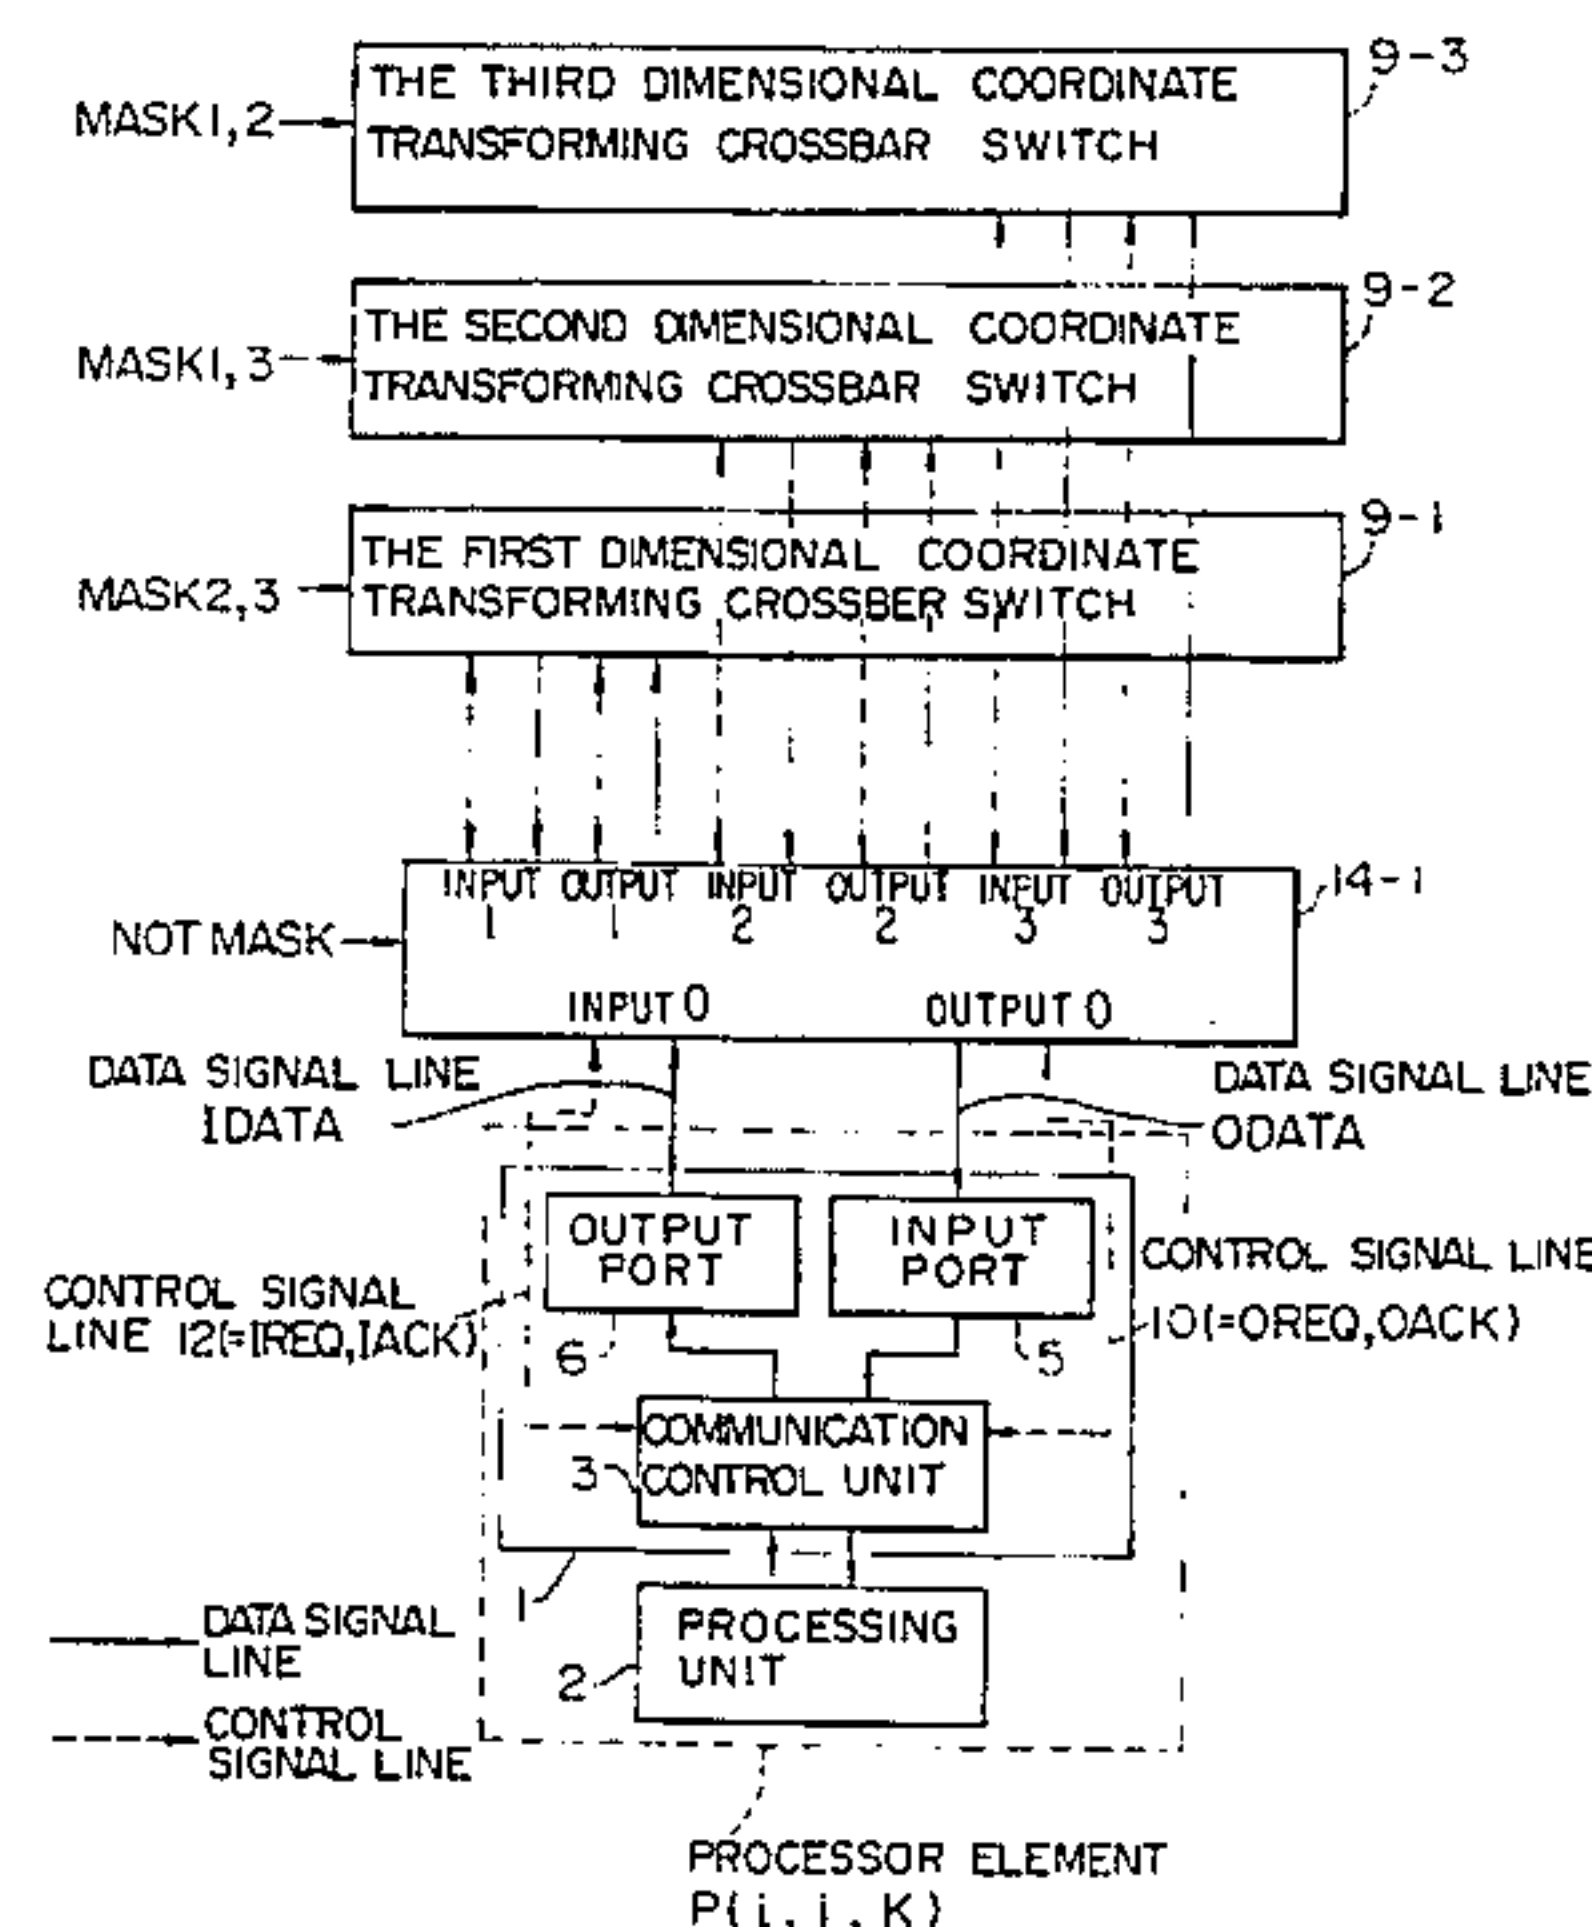 9-3
THE THIRD DIMENSIONAL COORDINATE
TRANSFORMING CROSSBAR SWITCH
MASK1,2
9-2
THE SECOND DIMENSIONAL COORDINATE
TRANSFORMING CROSSBAR SWITCH
MASK1,3
9-1
THE FIRST DIMENSIONAL COORDINATE
TRANSFORMING CROSSBER SWITCH
MASK2,3
INPUT OUTPUT INPUT OUTPUT INPUT OUTPUT
1 1 2 2 3 3
14-1
NOT MASK
INPUT 0 OUTPUT 0
DATA SIGNAL LINE
IDATA
DATA SIGNAL LINE
ODATA
OUTPUT
PORT
INPUT
PORT
CONTROL SIGNAL
LINE 12(=IREQ,IACK)
CONTROL SIGNAL LINE
10(=OREQ,OACK)
6
5
COMMUNICATION
CONTROL UNIT
3
1
PROCESSING
UNIT
2
DATA SIGNAL
LINE
CONTROL
SIGNAL LINE
PROCESSOR ELEMENT
P(i, j, K)